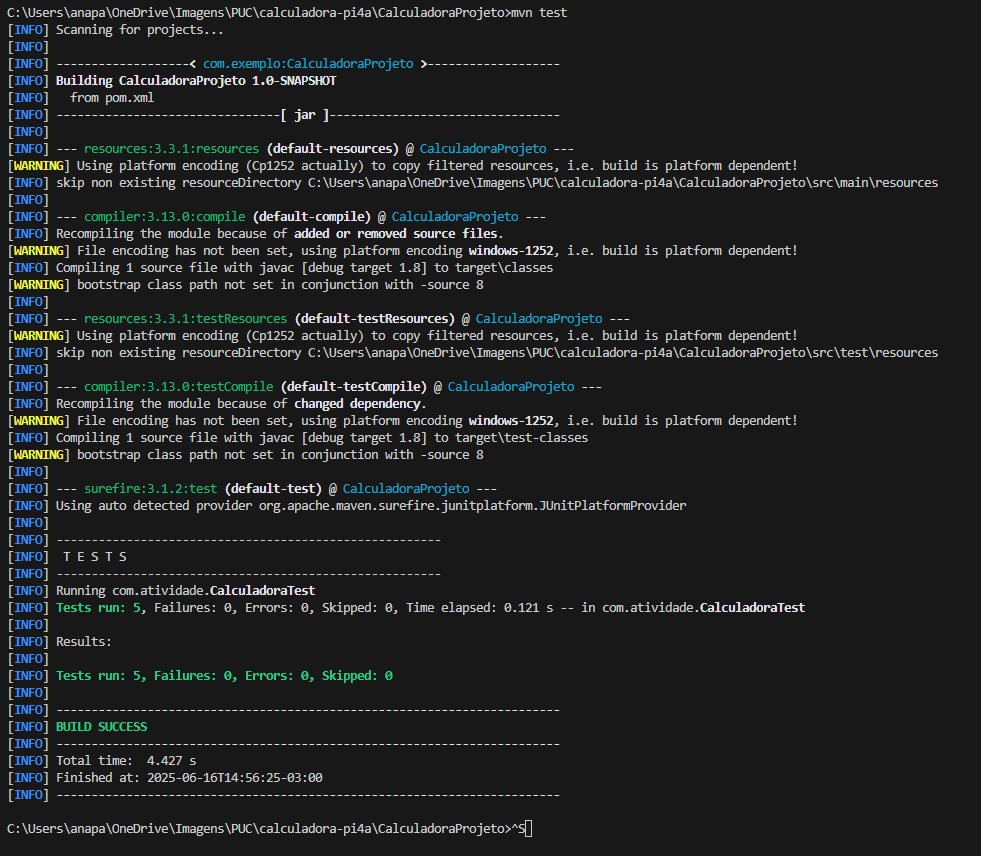 C:\Users\anapa\OneDrive\Imagens\PUC\calculadora-pi4a\CalculadoraProjeto>mvn test
[INFO] Scanning for projects...
[INFO]
[INFO] -------------------< com.exemplo:CalculadoraProjeto >-------------------
[INFO] Building CalculadoraProjeto 1.0-SNAPSHOT
[INFO]   from pom.xml
[INFO] --------------------------------[ jar ]---------------------------------
[INFO]
[INFO] --- resources:3.3.1:resources (default-resources) @ CalculadoraProjeto ---
[WARNING] Using platform encoding (Cp1252 actually) to copy filtered resources, i.e. build is platform dependent!
[INFO] skip non existing resourceDirectory C:\Users\anapa\OneDrive\Imagens\PUC\calculadora-pi4a\CalculadoraProjeto\src\main\resources
[INFO]
[INFO] --- compiler:3.13.0:compile (default-compile) @ CalculadoraProjeto ---
[INFO] Recompiling the module because of added or removed source files.
[WARNING] File encoding has not been set, using platform encoding windows-1252, i.e. build is platform dependent!
[INFO] Compiling 1 source file with javac [debug target 1.8] to target\classes
[WARNING] bootstrap class path not set in conjunction with -source 8
[INFO]
[INFO] --- resources:3.3.1:testResources (default-testResources) @ CalculadoraProjeto ---
[WARNING] Using platform encoding (Cp1252 actually) to copy filtered resources, i.e. build is platform dependent!
[INFO] skip non existing resourceDirectory C:\Users\anapa\OneDrive\Imagens\PUC\calculadora-pi4a\CalculadoraProjeto\src\test\resources
[INFO]
[INFO] --- compiler:3.13.0:testCompile (default-testCompile) @ CalculadoraProjeto ---
[INFO] Recompiling the module because of changed dependency.
[WARNING] File encoding has not been set, using platform encoding windows-1252, i.e. build is platform dependent!
[INFO] Compiling 1 source file with javac [debug target 1.8] to target\test-classes
[WARNING] bootstrap class path not set in conjunction with -source 8
[INFO]
[INFO] --- surefire:3.1.2:test (default-test) @ CalculadoraProjeto ---
[INFO] Using auto detected provider org.apache.maven.surefire.junitplatform.JUnitPlatformProvider
[INFO]
[INFO] -------------------------------------------------------
[INFO]  T E S T S
[INFO] -------------------------------------------------------
[INFO] Running com.atividade.CalculadoraTest
[INFO] Tests run: 5, Failures: 0, Errors: 0, Skipped: 0, Time elapsed: 0.121 s -- in com.atividade.CalculadoraTest
[INFO]
[INFO] Results:
[INFO]
[INFO] Tests run: 5, Failures: 0, Errors: 0, Skipped: 0
[INFO]
[INFO] ------------------------------------------------------------------------
[INFO] BUILD SUCCESS
[INFO] ------------------------------------------------------------------------
[INFO] Total time:  4.427 s
[INFO] Finished at: 2025-06-16T14:56:25-03:00
[INFO] ------------------------------------------------------------------------
C:\Users\anapa\OneDrive\Imagens\PUC\calculadora-pi4a\CalculadoraProjeto>^S